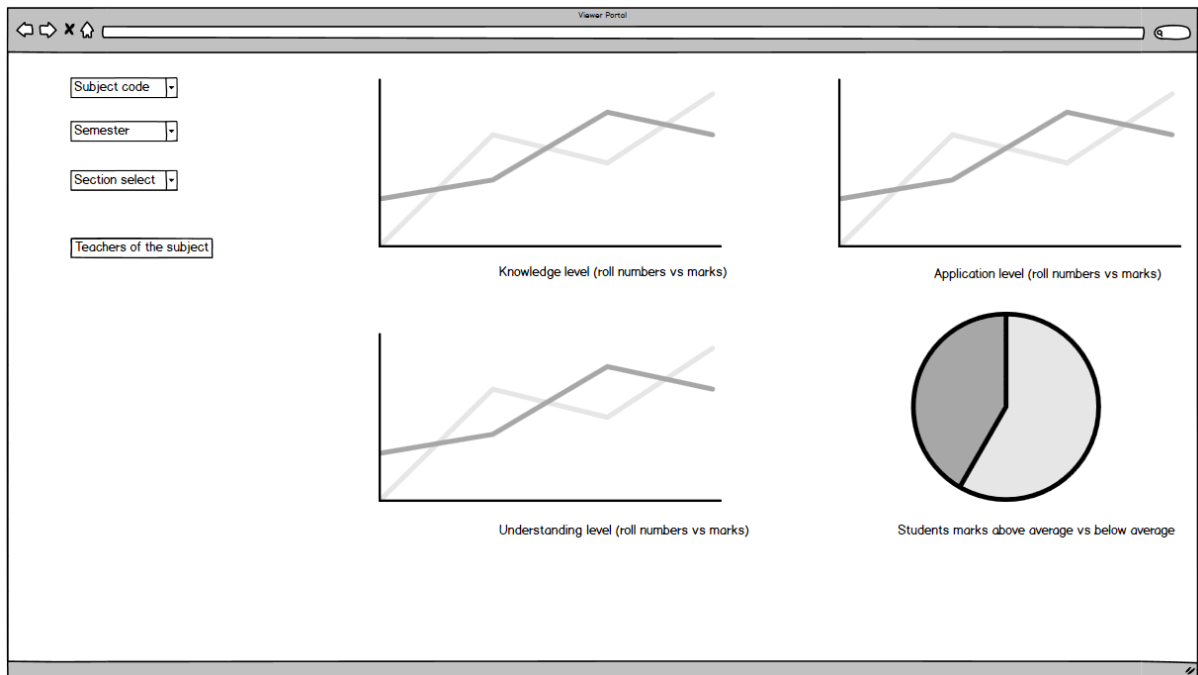 Viewer Portal
Subject code
Semester
Section select
Teachers of the subject
Knowledge level (roll numbers vs marks)
Application level (roll numbers vs marks)
Understanding level (roll numbers vs marks)
Students marks above average vs below average